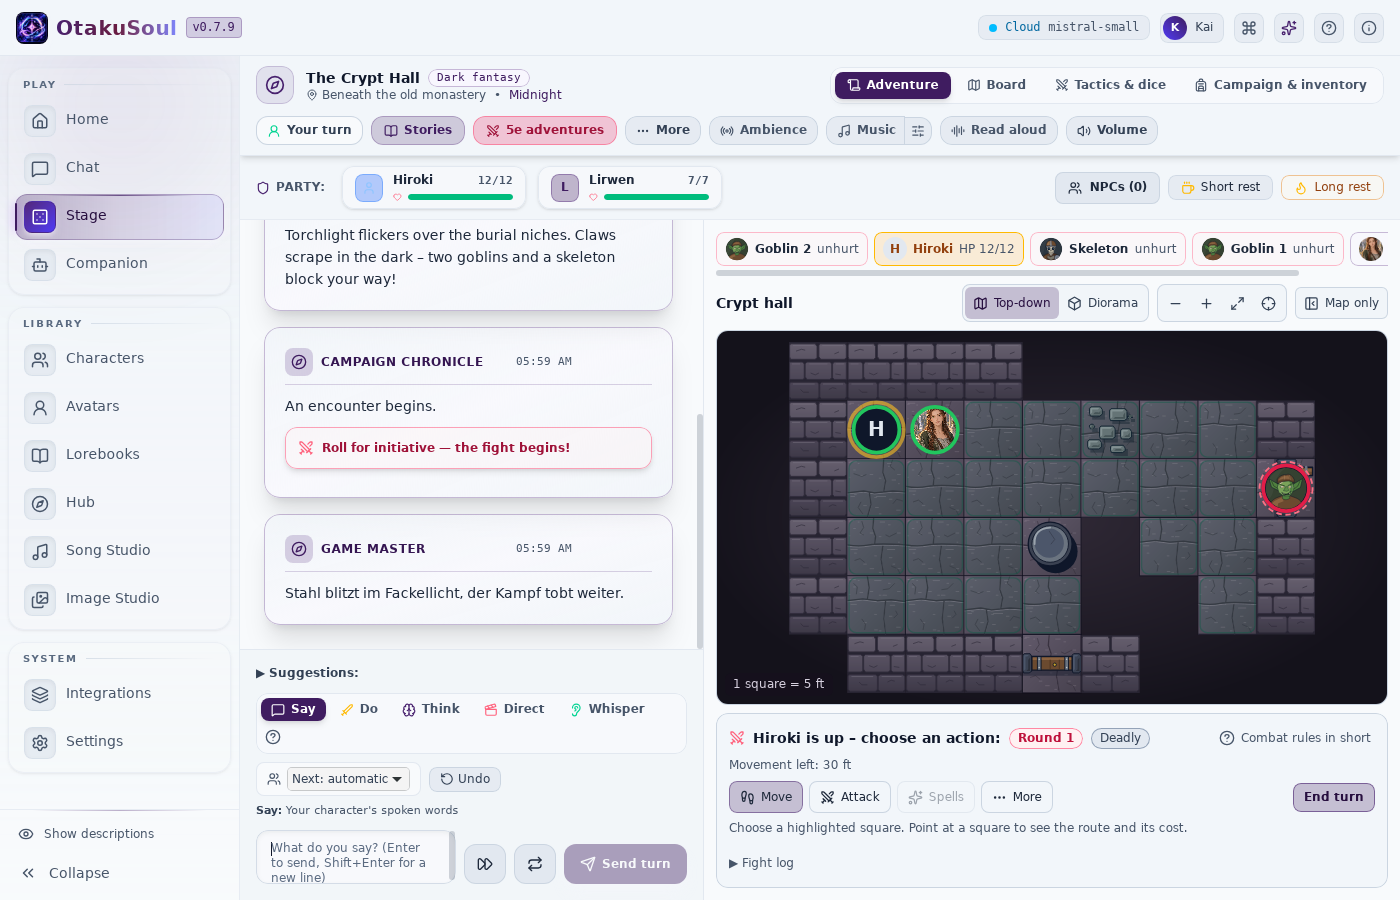 OtakuSoul v0.7.9
Cloud mistral-small
K Kai
PLAY
Home
Chat
Stage
Companion
LIBRARY
Characters
Avatars
Lorebooks
Hub
Song Studio
Image Studio
SYSTEM
Integrations
Settings
Show descriptions
Collapse
The Crypt Hall Dark fantasy
Beneath the old monastery • Midnight
Adventure Board Tactics & dice Campaign & inventory
Your turn Stories 5e adventures More Ambience Music Read aloud Volume
PARTY:
Hiroki 12/12
L Lirwen 7/7
NPCs (0) Short rest Long rest
Torchlight flickers over the burial niches. Claws
scrape in the dark – two goblins and a skeleton
block your way!
CAMPAIGN CHRONICLE 05:59 AM
An encounter begins.
Roll for initiative — the fight begins!
GAME MASTER 05:59 AM
Stahl blitzt im Fackellicht, der Kampf tobt weiter.
▶ Suggestions:
Say Do Think Direct Whisper
Next: automatic Undo
Say: Your character's spoken words
What do you say? (Enter
to send, Shift+Enter for a
new line)
Send turn
Goblin 2 unhurt H Hiroki HP 12/12 Skeleton unhurt Goblin 1 unhurt
Crypt hall Top-down Diorama Map only
H
1 square = 5 ft
Hiroki is up – choose an action: Round 1 Deadly Combat rules in short
Movement left: 30 ft
Move Attack Spells More End turn
Choose a highlighted square. Point at a square to see the route and its cost.
▶ Fight log